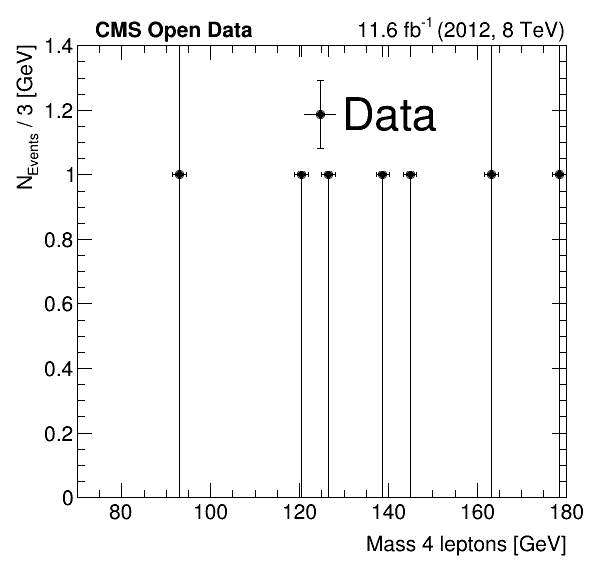 CMS Open Data
11.6 fb⁻¹ (2012, 8 TeV)
N_Events / 3 [GeV]
1.4
1.2
1
0.8
0.6
0.4
0.2
0
Data
80 100 120 140 160 180
Mass 4 leptons [GeV]